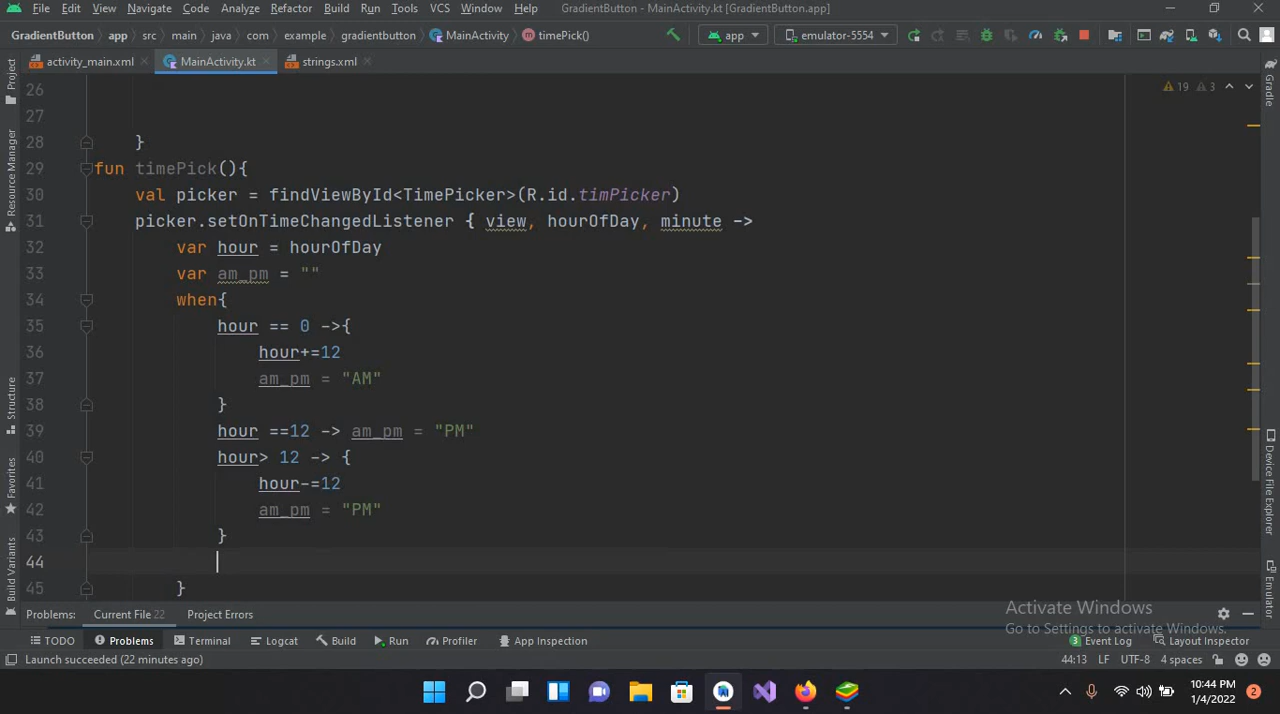 File Edit View Navigate Code Analyze Refactor Build Run Tools VCS Window Help GradientButton - MainActivity.kt [GradientButton.app]
GradientButton app src main java com example gradientbutton MainActivity timePick() app emulator-5554
activity_main.xml MainActivity.kt strings.xml
Project
Resource Manager
Structure
Favorites
Build Variants
Gradle
Device File Explorer
Emulator
19 3
26
27
28 }
29 fun timePick(){
30 val picker = findViewById<TimePicker>(R.id.timPicker)
31 picker.setOnTimeChangedListener { view, hourOfDay, minute ->
32 var hour = hourOfDay
33 var am_pm = ""
34 when{
35 hour == 0 ->{
36 hour+=12
37 am_pm = "AM"
38 }
39 hour ==12 -> am_pm = "PM"
40 hour> 12 -> {
41 hour-=12
42 am_pm = "PM"
43 }
44
45 }
Activate Windows
Go to Settings to activate Windows.
Problems: Current File 22 Project Errors
TODO Problems Terminal Logcat Build Run Profiler App Inspection 3 Event Log Layout Inspector
Launch succeeded (22 minutes ago) 44:13 LF UTF-8 4 spaces
10:44 PM
1/4/2022
2